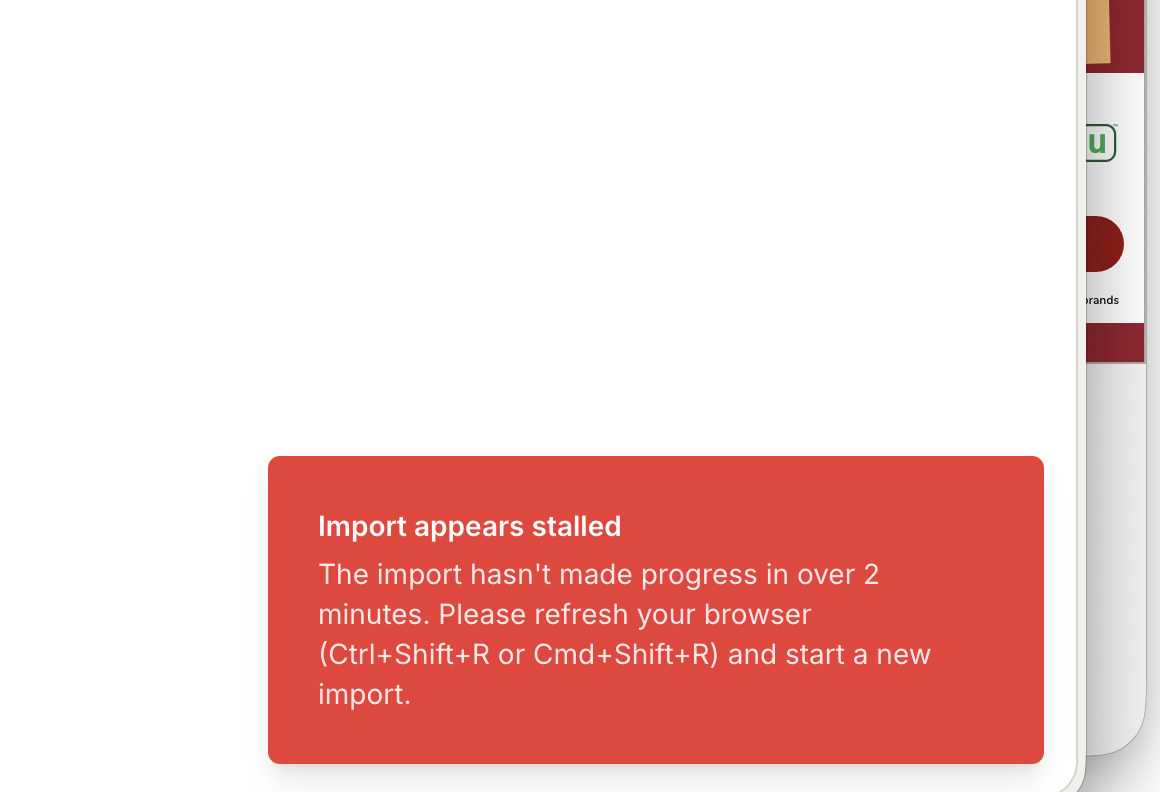 u
brands
Import appears stalled
The import hasn't made progress in over 2
minutes. Please refresh your browser
(Ctrl+Shift+R or Cmd+Shift+R) and start a new
import.